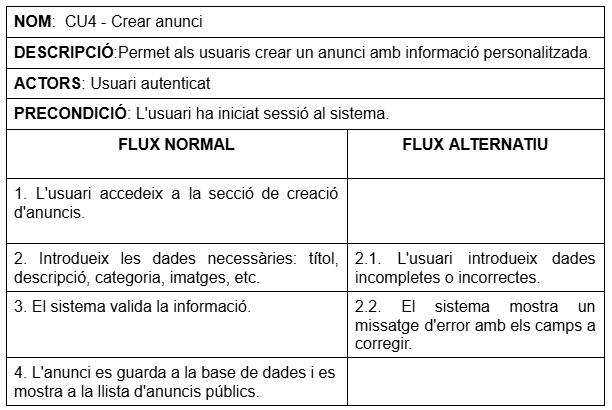 NOM: CU4 - Crear anunci
DESCRIPCIÓ:Permet als usuaris crear un anunci amb informació personalitzada.
ACTORS: Usuari autenticat
PRECONDICIÓ: L'usuari ha iniciat sessió al sistema.
FLUX NORMAL
FLUX ALTERNATIU
1. L'usuari accedeix a la secció de creació
d'anuncis.
2. Introdueix les dades necessàries: títol,
descripció, categoria, imatges, etc.
2.1. L'usuari introdueix dades
incompletes o incorrectes.
3. El sistema valida la informació.
2.2. El sistema mostra un
missatge d'error amb els camps a
corregir.
4. L'anunci es guarda a la base de dades i es
mostra a la llista d'anuncis públics.